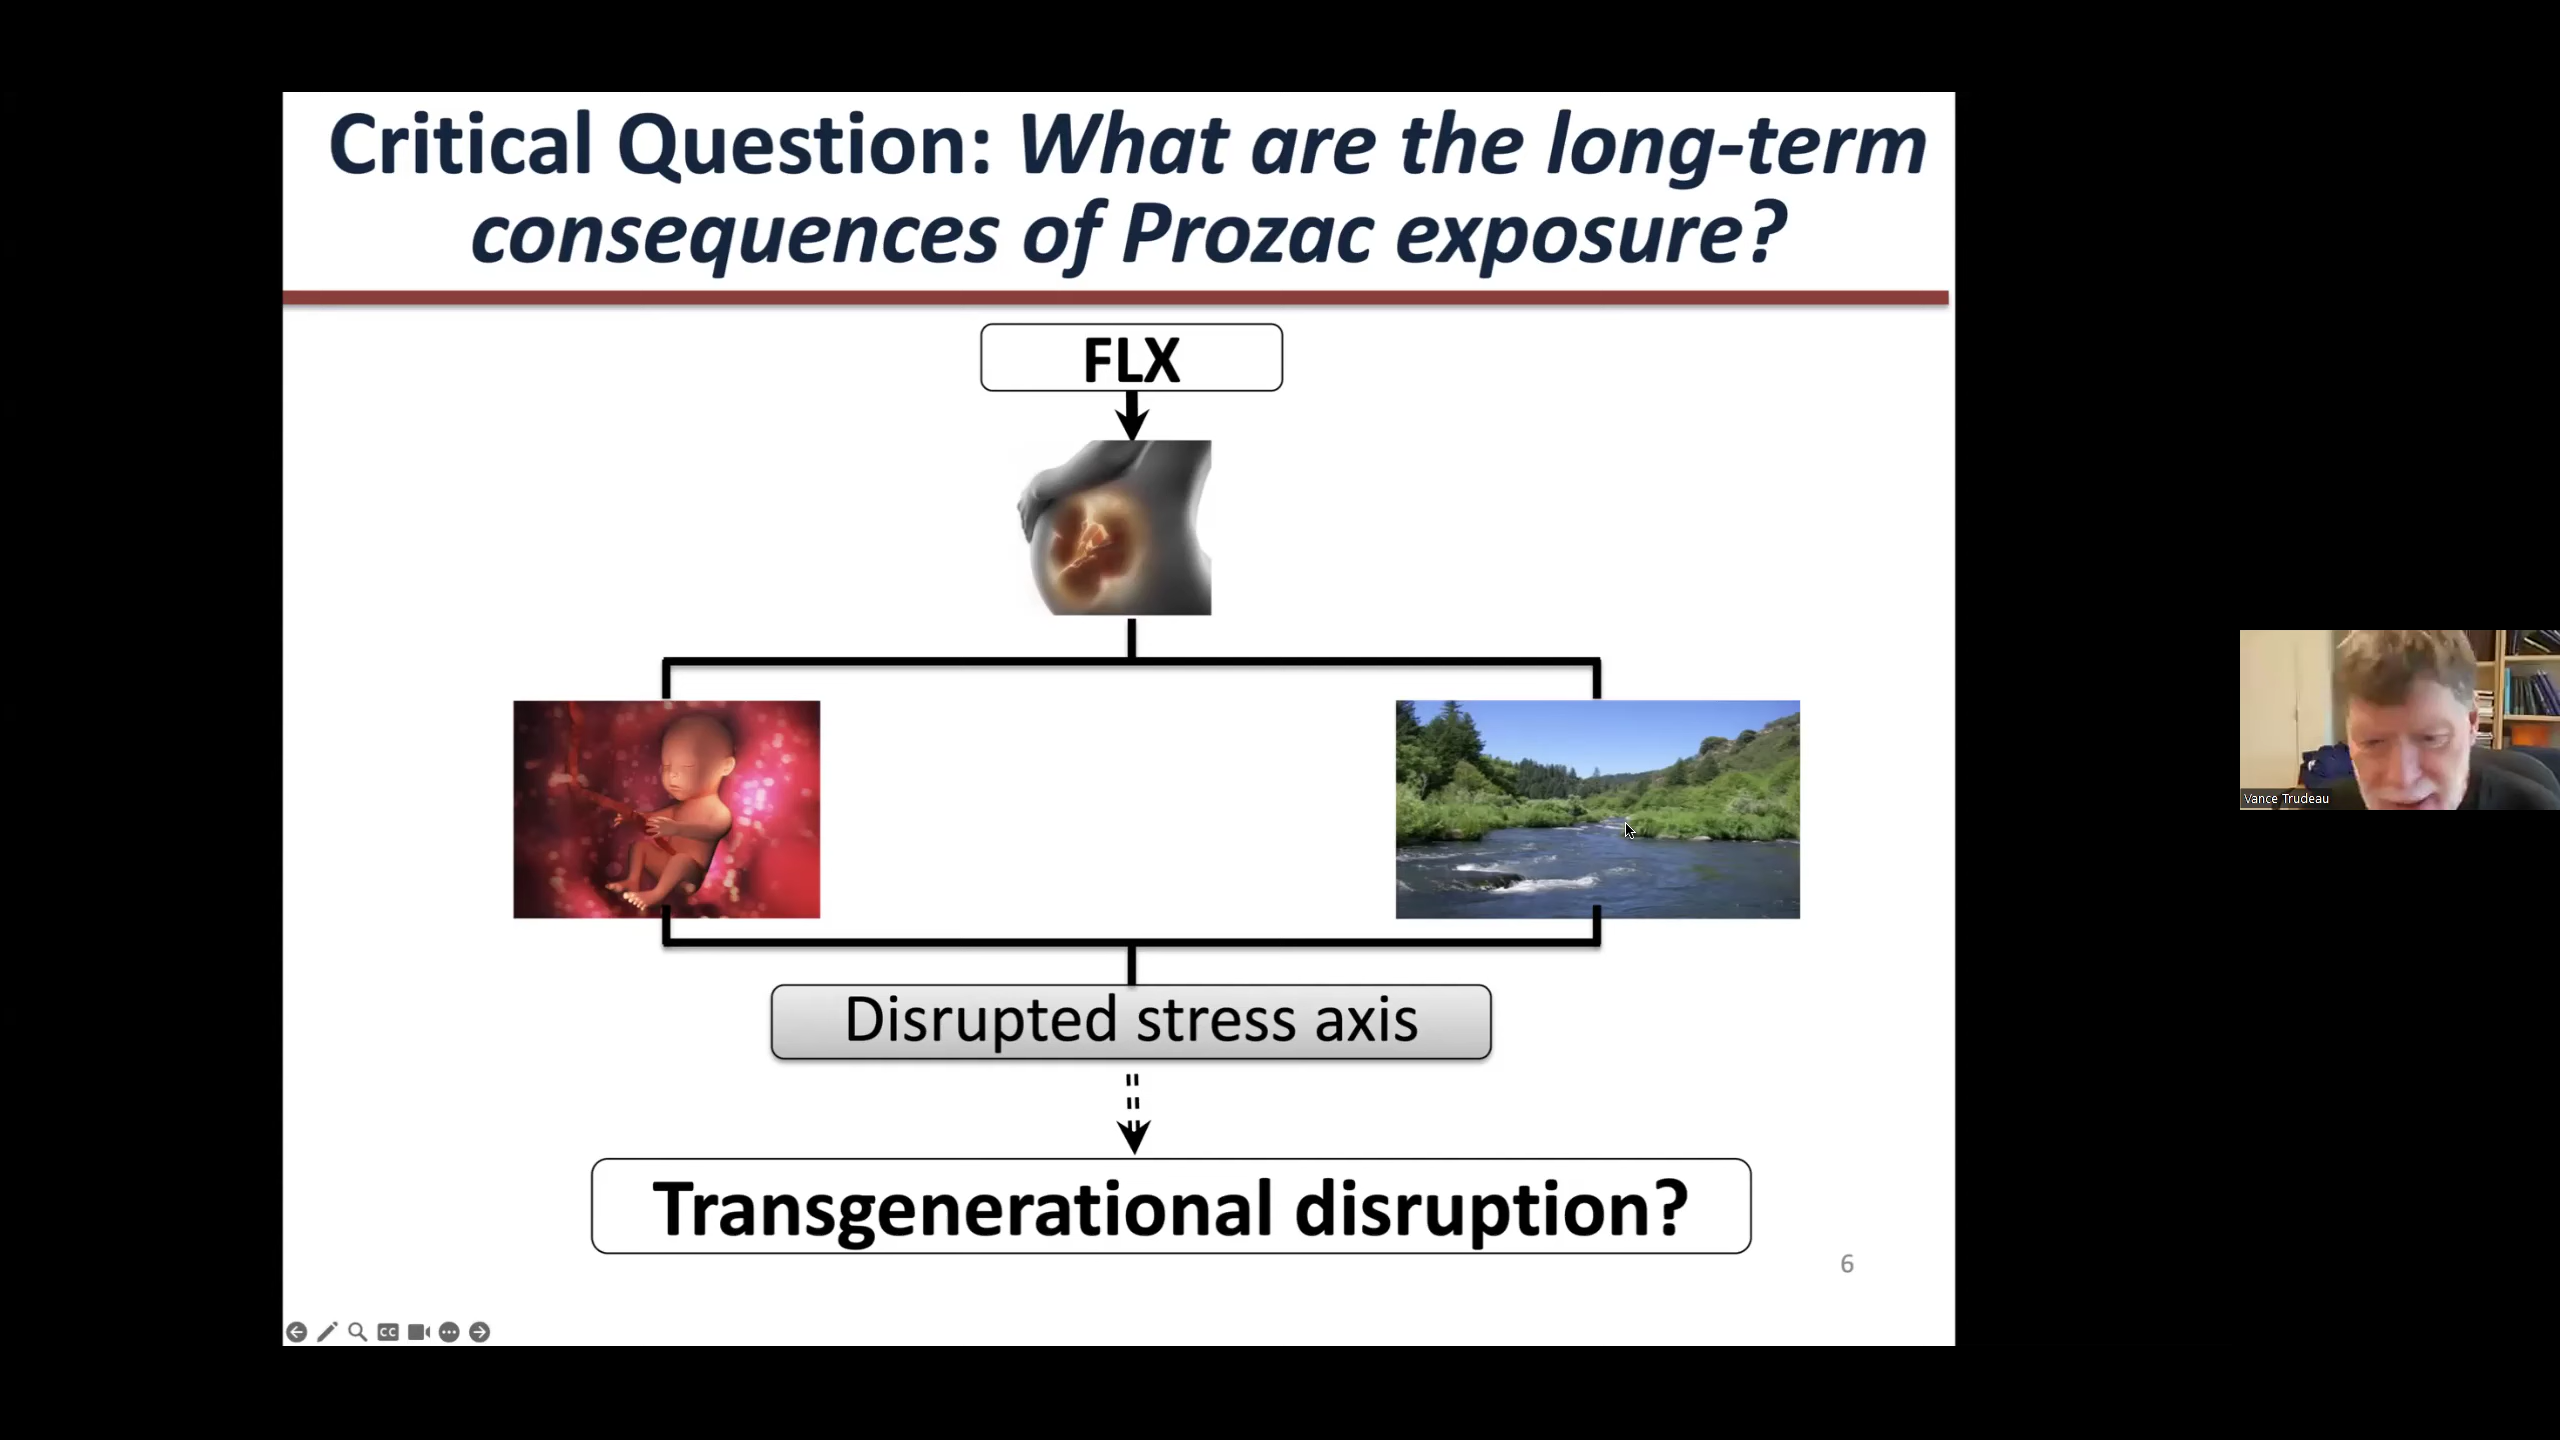 Critical Question: What are the long-term
consequences of Prozac exposure?
FLX
Disrupted stress axis
Transgenerational disruption?
6
CC
Vance Trudeau